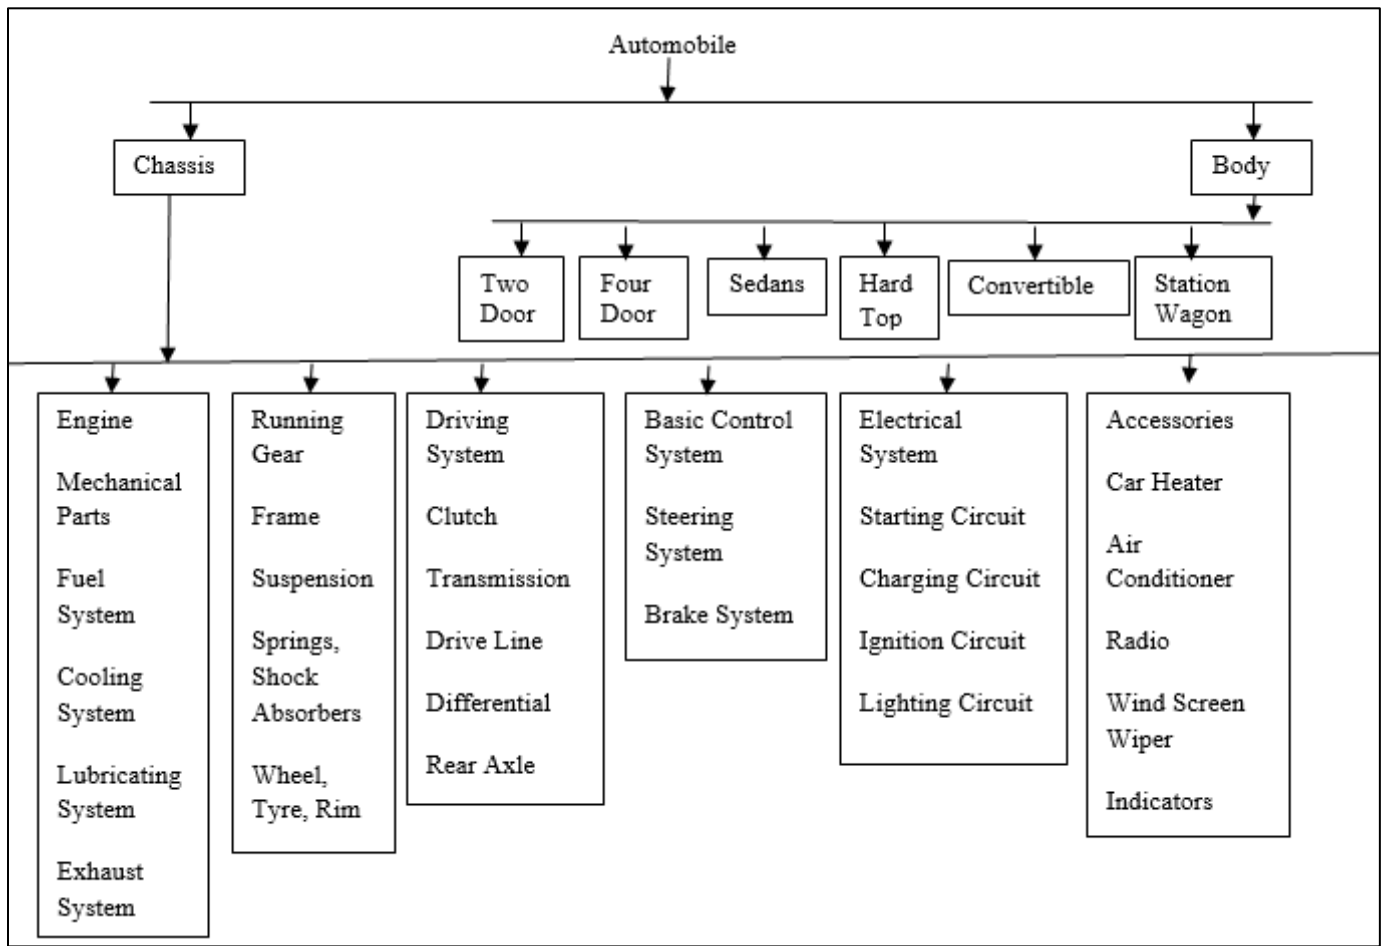 Automobile
Chassis
Body
Two
Door
Four
Door
Sedans
Hard
Top
Convertible
Station
Wagon
Engine
Mechanical
Parts
Fuel
System
Cooling
System
Lubricating
System
Exhaust
System
Running
Gear
Frame
Suspension
Springs,
Shock
Absorbers
Wheel,
Tyre, Rim
Driving
System
Clutch
Transmission
Drive Line
Differential
Rear Axle
Basic Control
System
Steering
System
Brake System
Electrical
System
Starting Circuit
Charging Circuit
Ignition Circuit
Lighting Circuit
Accessories
Car Heater
Air
Conditioner
Radio
Wind Screen
Wiper
Indicators